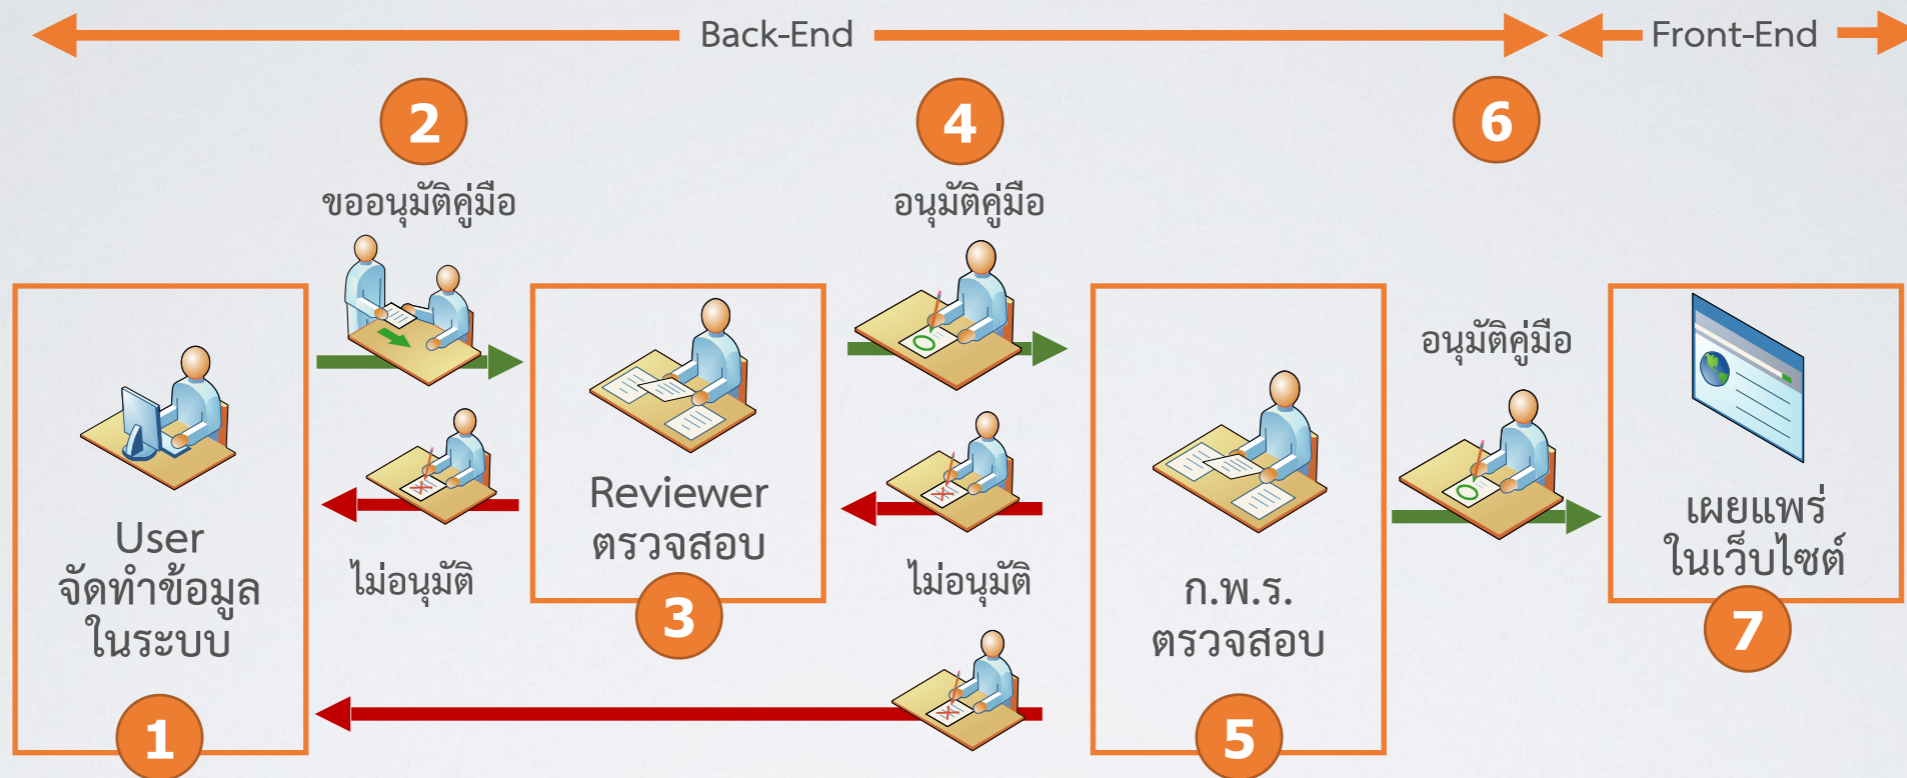 Back-End
Front-End
2
4
6
ขออนุมัติคู่มือ
อนุมัติคู่มือ
อนุมัติคู่มือ
User
จัดทำข้อมูล
ในระบบ
1
ไม่อนุมัติ
Reviewer
ตรวจสอบ
3
ไม่อนุมัติ
ก.พ.ร.
ตรวจสอบ
5
เผยแพร่
ในเว็บไซต์
7